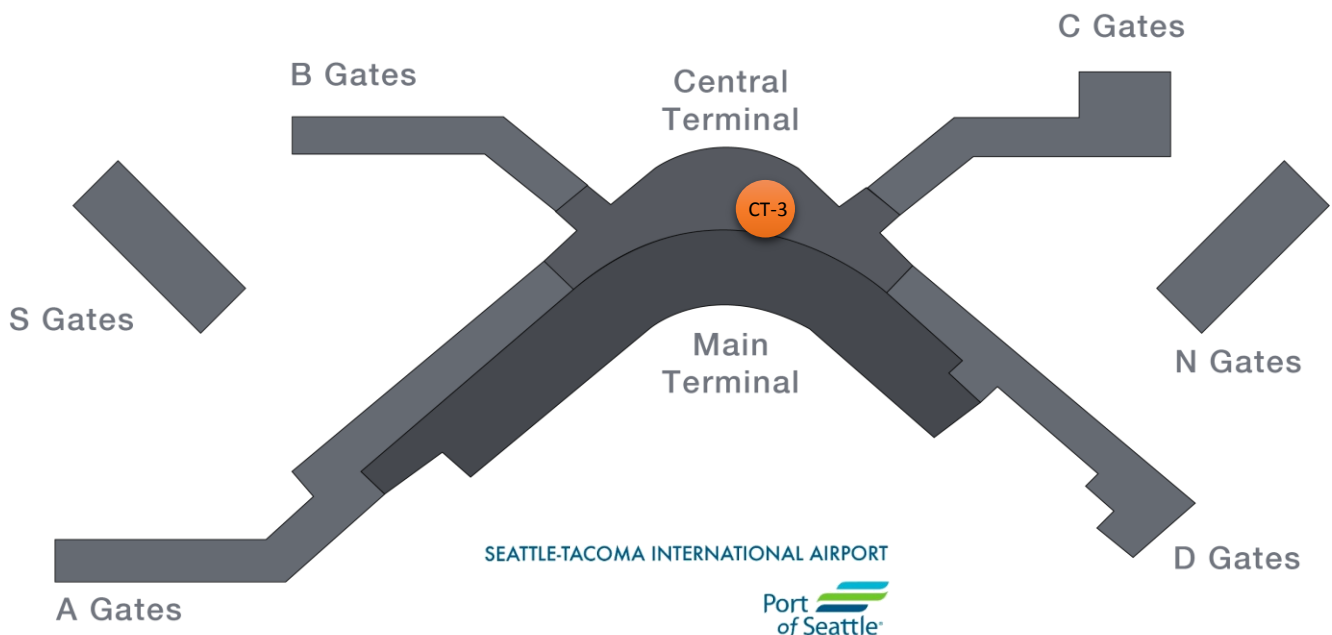 C Gates
B Gates
Central
Terminal
CT-3
S Gates
Main
Terminal
N Gates
SEATTLE-TACOMA INTERNATIONAL AIRPORT
D Gates
A Gates
Port
of Seattle